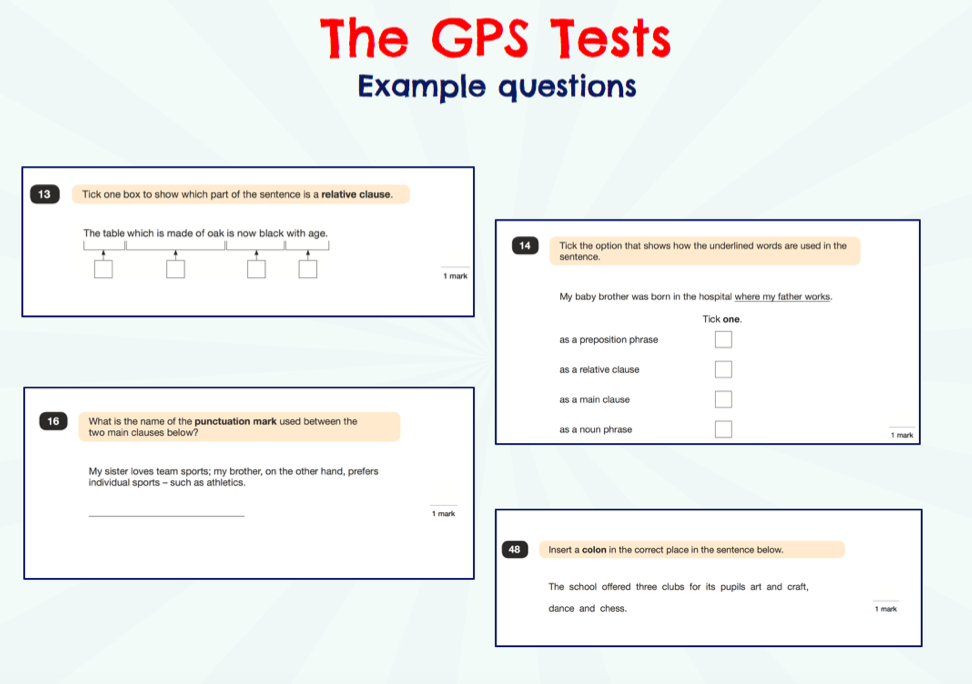 The GPS Tests
Example questions
13
Tick one box to show which part of the sentence is a relative clause.
The table which is made of oak is now black with age.
1 mark
14
Tick the option that shows how the underlined words are used in the
sentence.
My baby brother was born in the hospital where my father works.
Tick one.
as a preposition phrase
as a relative clause
as a main clause
as a noun phrase
1 mark
16
What is the name of the punctuation mark used between the
two main clauses below?
My sister loves team sports; my brother, on the other hand, prefers
individual sports – such as athletics.
1 mark
48
Insert a colon in the correct place in the sentence below.
The school offered three clubs for its pupils art and craft,
dance and chess.
1 mark